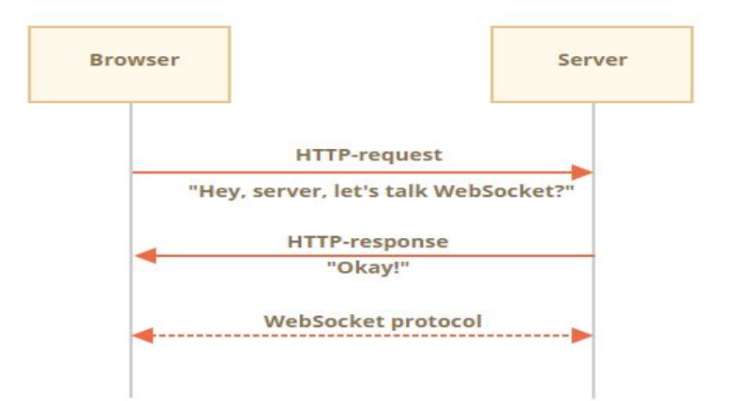 Browser
Server
HTTP-request
"Hey, server, let's talk WebSocket?"
HTTP-response
"Okay!"
WebSocket protocol